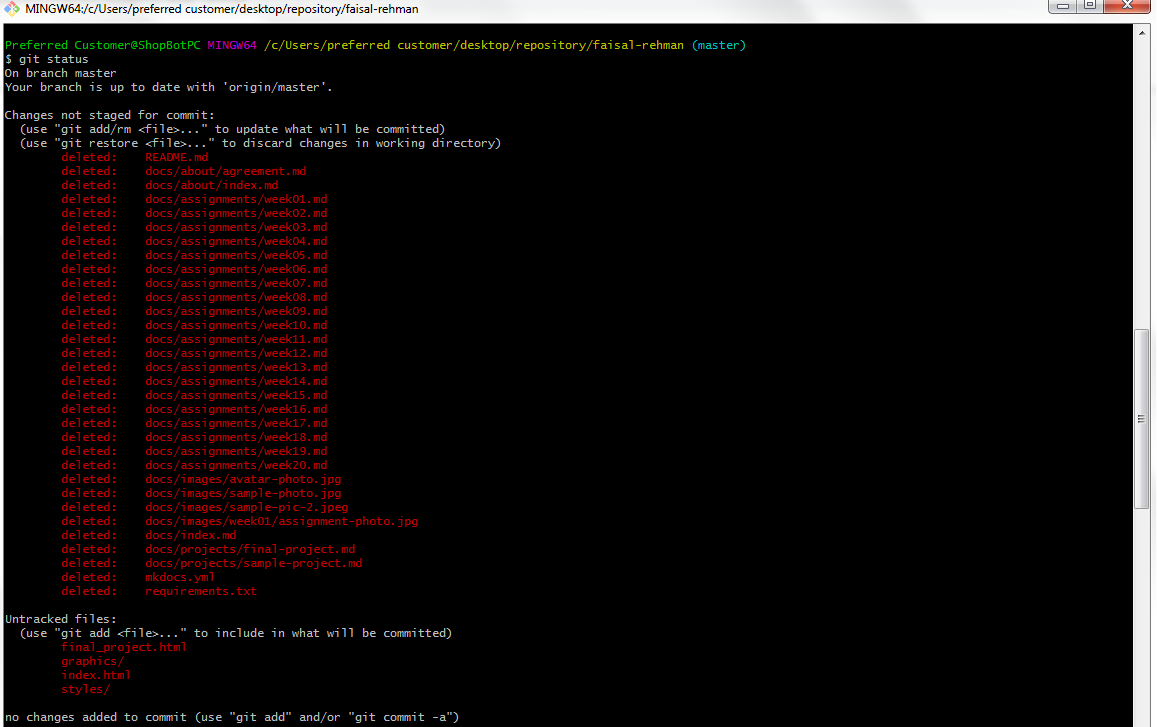 MINGW64:/c/Users/preferred customer/desktop/repository/faisal-rehman
Preferred Customer@ShopBotPC MINGW64 /c/Users/preferred customer/desktop/repository/faisal-rehman (master)
$ git status
On branch master
Your branch is up to date with 'origin/master'.
Changes not staged for commit:
(use "git add/rm <file>..." to update what will be committed)
(use "git restore <file>..." to discard changes in working directory)
deleted: README.md
deleted: docs/about/agreement.md
deleted: docs/about/index.md
deleted: docs/assignments/week01.md
deleted: docs/assignments/week02.md
deleted: docs/assignments/week03.md
deleted: docs/assignments/week04.md
deleted: docs/assignments/week05.md
deleted: docs/assignments/week06.md
deleted: docs/assignments/week07.md
deleted: docs/assignments/week08.md
deleted: docs/assignments/week09.md
deleted: docs/assignments/week10.md
deleted: docs/assignments/week11.md
deleted: docs/assignments/week12.md
deleted: docs/assignments/week13.md
deleted: docs/assignments/week14.md
deleted: docs/assignments/week15.md
deleted: docs/assignments/week16.md
deleted: docs/assignments/week17.md
deleted: docs/assignments/week18.md
deleted: docs/assignments/week19.md
deleted: docs/assignments/week20.md
deleted: docs/images/avatar-photo.jpg
deleted: docs/images/sample-photo.jpg
deleted: docs/images/sample-pic-2.jpeg
deleted: docs/images/week01/assignment-photo.jpg
deleted: docs/index.md
deleted: docs/projects/final-project.md
deleted: docs/projects/sample-project.md
deleted: mkdocs.yml
deleted: requirements.txt
Untracked files:
(use "git add <file>..." to include in what will be committed)
final_project.html
graphics/
index.html
styles/
no changes added to commit (use "git add" and/or "git commit -a")